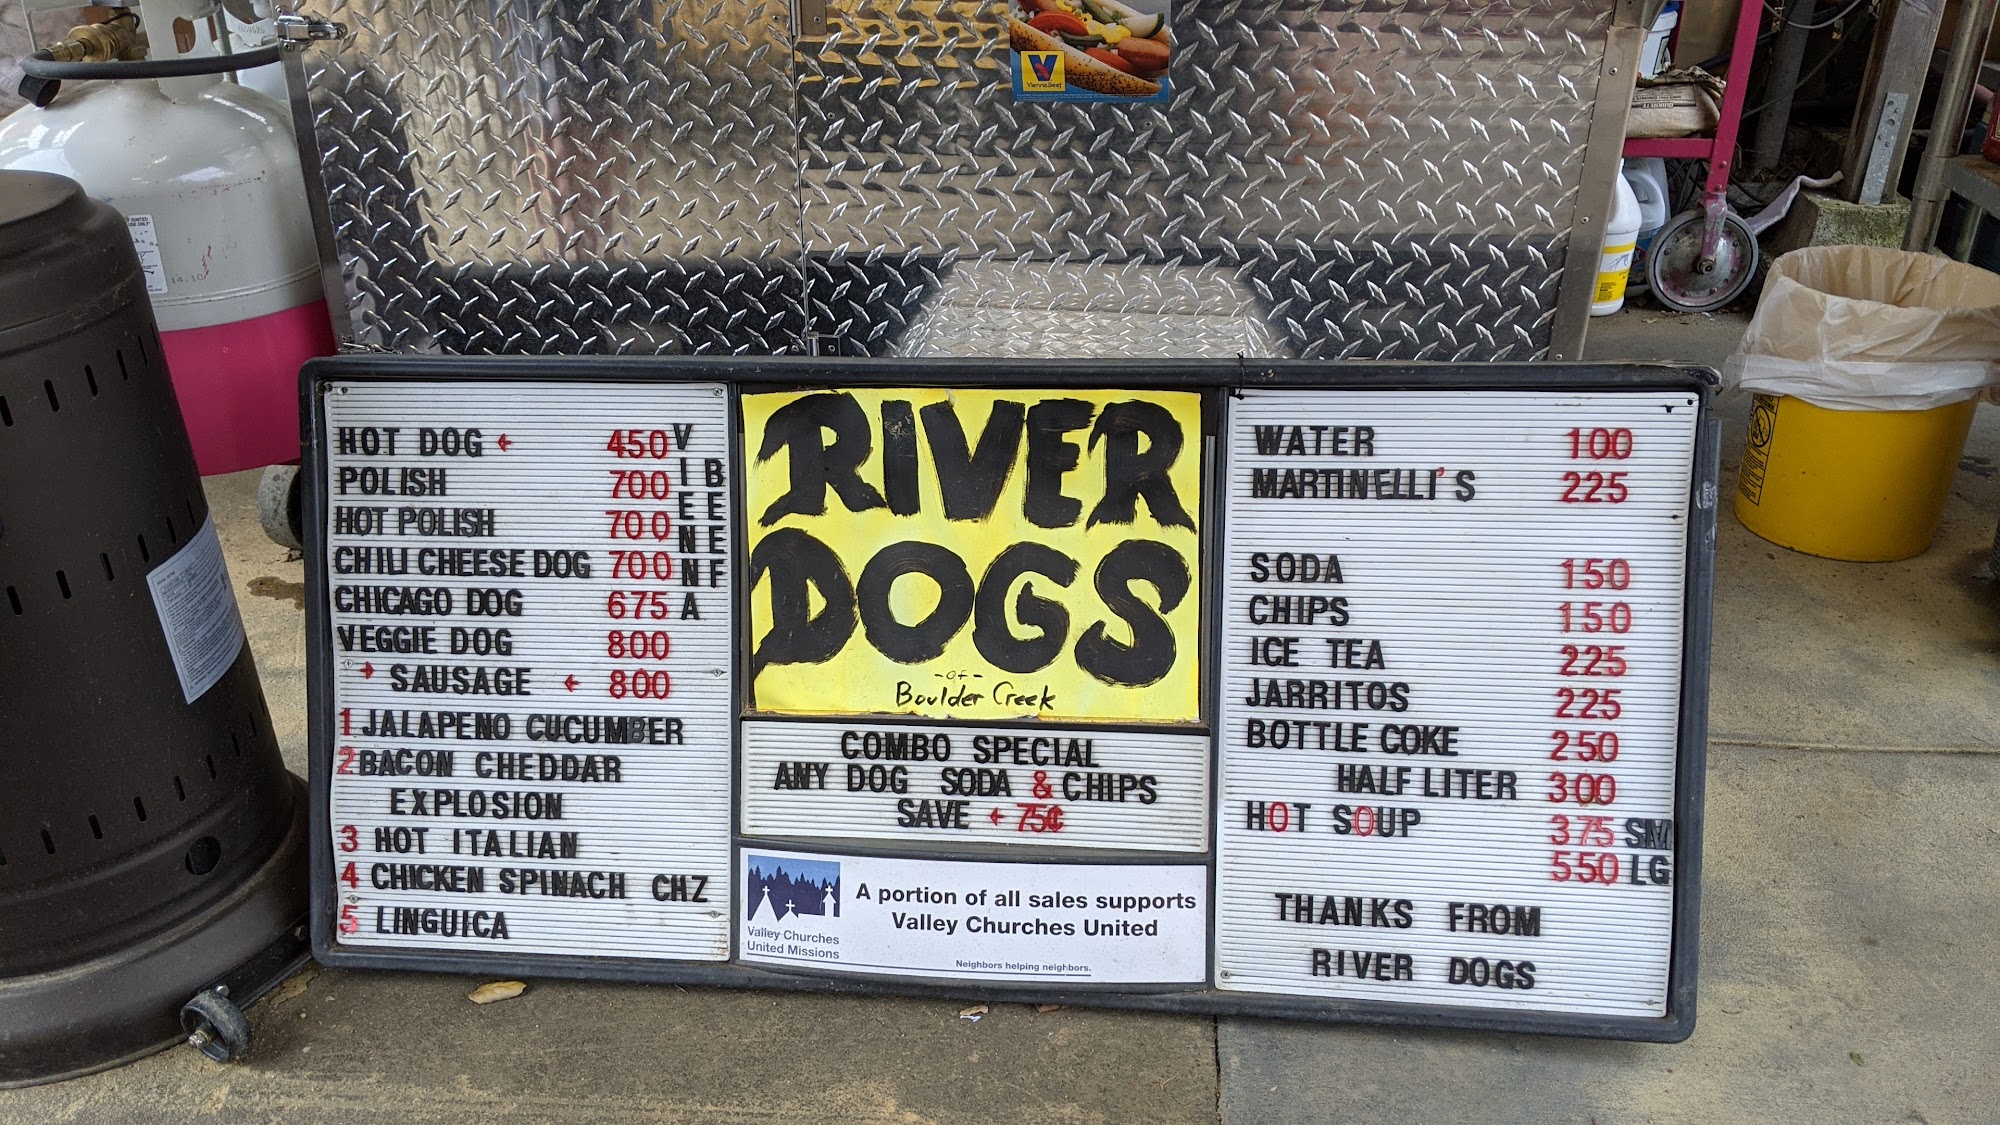 Vienna Beef
HOT DOG ← 450
POLISH 700
HOT POLISH 700
CHILI CHEESE DOG 700
CHICAGO DOG 675
VEGGIE DOG 800
→ SAUSAGE ← 800
VIENNA
BEEF
1 JALAPENO CUCUMBER
2 BACON CHEDDAR
EXPLOSION
3 HOT ITALIAN
4 CHICKEN SPINACH CHZ
5 LINGUICA
RIVER
DOGS
-of-
Boulder Creek
COMBO SPECIAL
ANY DOG SODA & CHIPS
SAVE ← 75¢
A portion of all sales supports
Valley Churches United
Valley Churches
United Missions
Neighbors helping neighbors.
WATER 100
MARTINELLI'S 225
SODA 150
CHIPS 150
ICE TEA 225
JARRITOS 225
BOTTLE COKE 250
HALF LITER 300
HOT SOUP 375 SM
550 LG
THANKS FROM
RIVER DOGS